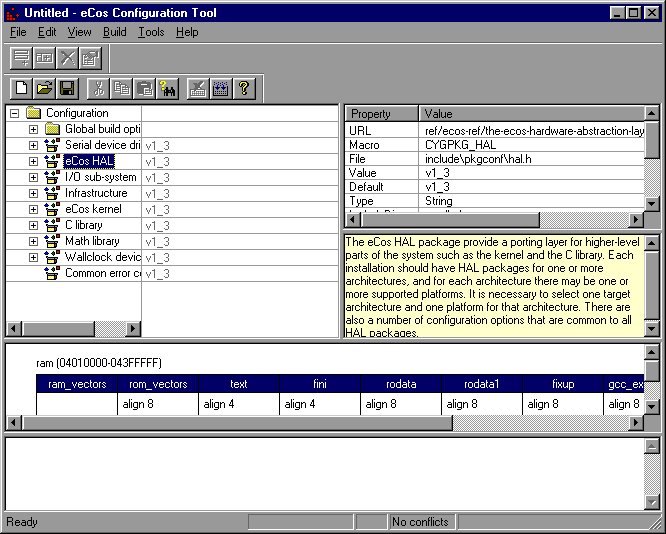 Untitled - eCos Configuration Tool
File Edit View Build Tools Help
Configuration
Global build opti
Serial device dri v1_3
eCos HAL v1_3
I/O sub-system v1_3
Infrastructure v1_3
eCos kernel v1_3
C library v1_3
Math library v1_3
Wallclock devic v1_3
Common error co v1_3
Property Value
URL ref/ecos-ref/the-ecos-hardware-abstraction-lay
Macro CYGPKG_HAL
File include\pkgconf\hal.h
Value v1_3
Default v1_3
Type String
The eCos HAL package provide a porting layer for higher-level
parts of the system such as the kernel and the C library. Each
installation should have HAL packages for one or more
architectures, and for each architecture there may be one or
more supported platforms. It is necessary to select one target
architecture and one platform for that architecture. There are
also a number of configuration options that are common to all
HAL packages.
ram (04010000-043FFFFF)
ram_vectors rom_vectors text fini rodata rodata1 fixup gcc_ex
align 8 align 4 align 4 align 8 align 8 align 8 align 8
Ready No conflicts